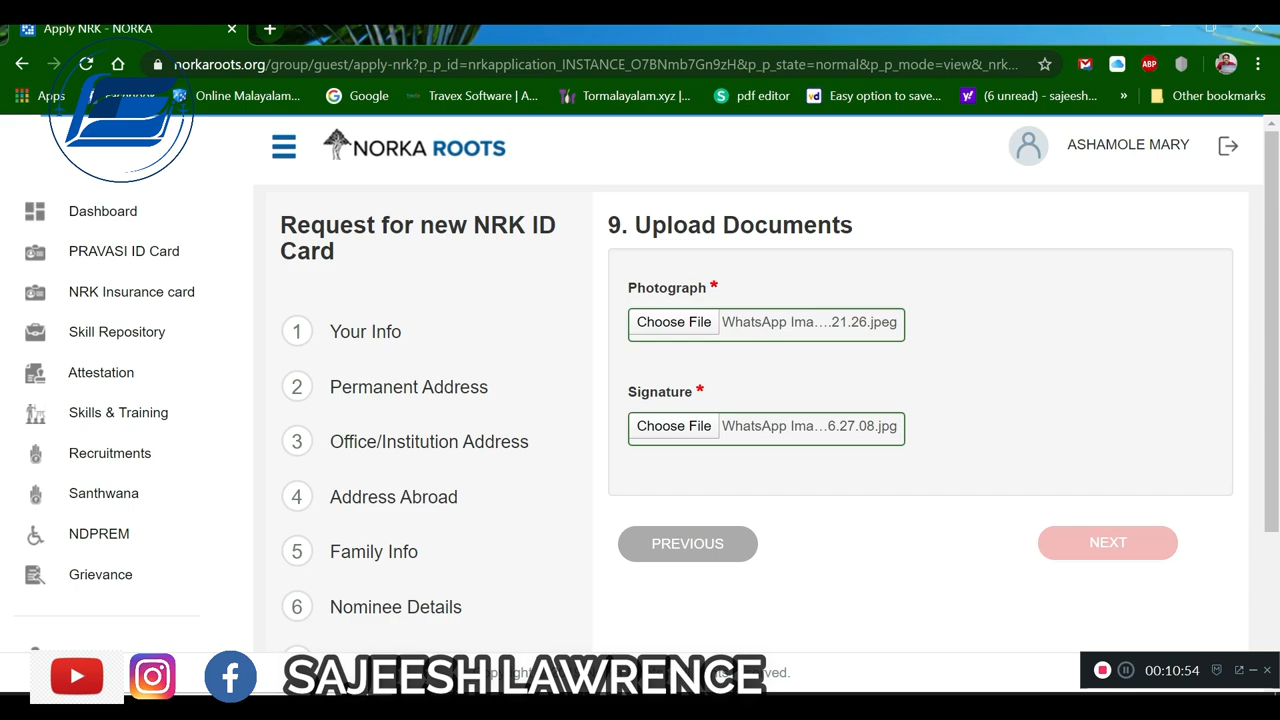 Apply NRK - NORKA
norkaroots.org/group/guest/apply-nrk?p_p_id=nrkapplication_INSTANCE_O7BNmb7Gn9zH&p_p_state=normal&p_p_mode=view&_nrk...
Apps
Facebook
Online Malayalam...
Google
Travex Software | A...
Tormalayalam.xyz |...
pdf editor
Easy option to save...
(6 unread) - sajeesh...
»
Other bookmarks
NORKA ROOTS
ASHAMOLE MARY
Dashboard
PRAVASI ID Card
NRK Insurance card
Skill Repository
Attestation
Skills & Training
Recruitments
Santhwana
NDPREM
Grievance
Request for new NRK ID
Card
1 Your Info
2 Permanent Address
3 Office/Institution Address
4 Address Abroad
5 Family Info
6 Nominee Details
9. Upload Documents
Photograph *
Choose File WhatsApp Ima....21.26.jpeg
Signature *
Choose File WhatsApp Ima...6.27.08.jpg
PREVIOUS
NEXT
SAJEESH LAWRENCE
00:10:54